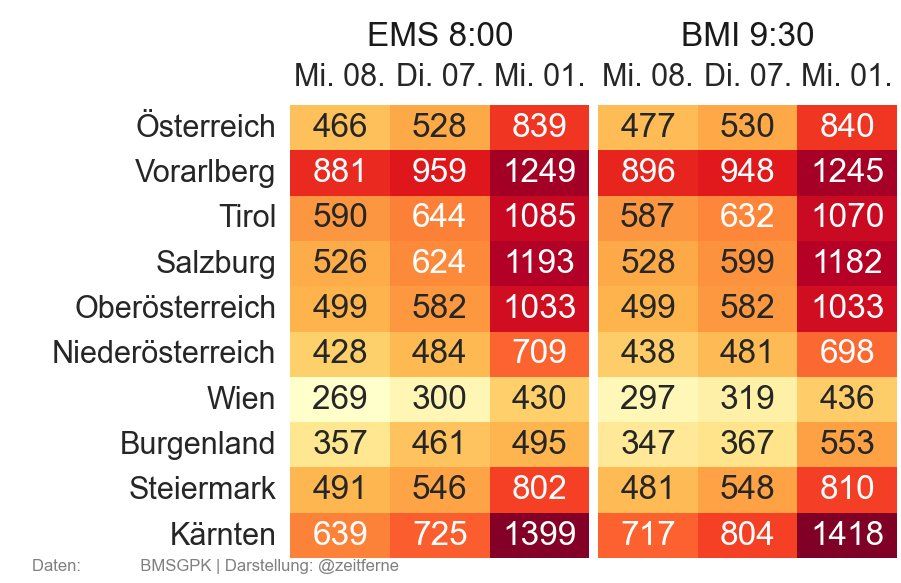 EMS 8:00 BMI 9:30
Mi. 08. Di. 07. Mi. 01. Mi. 08. Di. 07. Mi. 01.
Österreich 466 528 839 477 530 840
Vorarlberg 881 959 1249 896 948 1245
Tirol 590 644 1085 587 632 1070
Salzburg 526 624 1193 528 599 1182
Oberösterreich 499 582 1033 499 582 1033
Niederösterreich 428 484 709 438 481 698
Wien 269 300 430 297 319 436
Burgenland 357 461 495 347 367 553
Steiermark 491 546 802 481 548 810
Kärnten 639 725 1399 717 804 1418
Daten: BMSGPK | Darstellung: @zeitferne